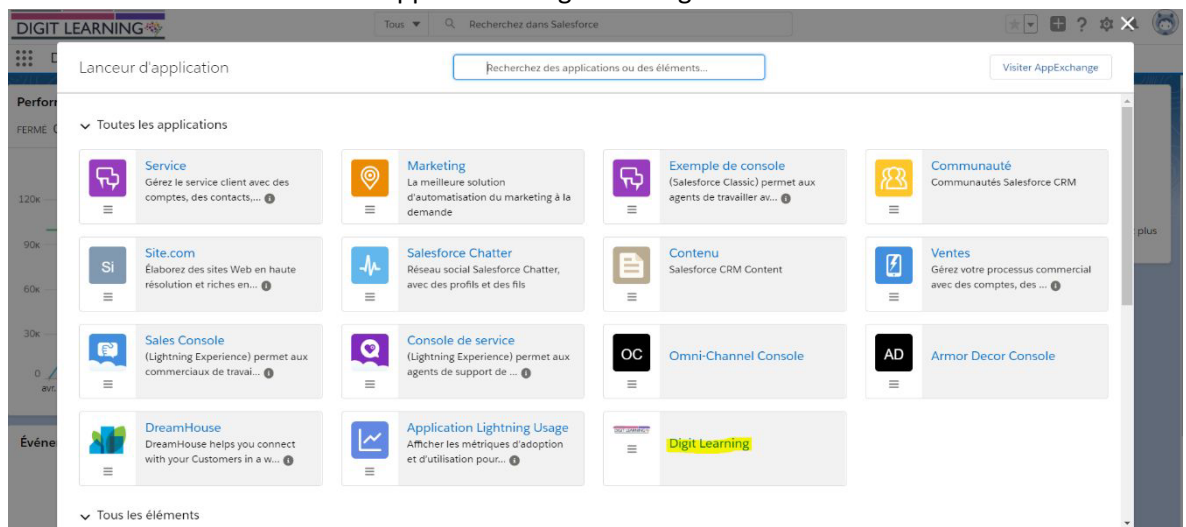 DIGIT LEARNING
Tous
Recherchez dans Salesforce
Lanceur d'application
Recherchez des applications ou des éléments...
Visiter AppExchange
FERMÉ
Toutes les applications
Service
Gérez le service client avec des
comptes, des contacts,...
Marketing
La meilleure solution
d'automatisation du marketing à la
demande
Exemple de console
(Salesforce Classic) permet aux
agents de travailler av...
Communauté
Communautés Salesforce CRM
120K
90K
plus
Si
Site.com
Élaborez des sites Web en haute
résolution et riches en...
Salesforce Chatter
Réseau social Salesforce Chatter,
avec des profils et des fils
Contenu
Salesforce CRM Content
Ventes
Gérez votre processus commercial
avec des comptes, des ...
60K
30K
0
avr.
Sales Console
(Lightning Experience) permet aux
commerciaux de travai...
Console de service
(Lightning Experience) permet aux
agents de support de ...
OC
Omni-Channel Console
AD
Armor Decor Console
DreamHouse
DreamHouse helps you connect
with your Customers in a w...
Application Lightning Usage
Afficher les métriques d'adoption
et d'utilisation pour...
Digit Learning
Tous les éléments